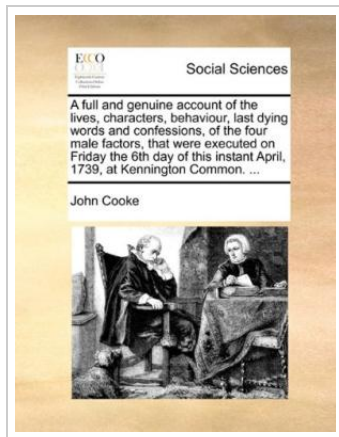 ECCO
Social Sciences
A full and genuine account of the
lives, characters, behaviour, last dying
words and confessions, of the four
male factors, that were executed on
Friday the 6th day of this instant April,
1739, at Kennington Common. ...
John Cooke